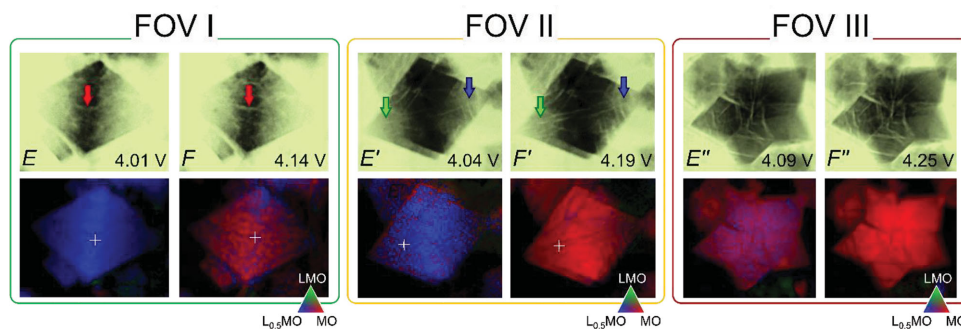 FOV I FOV II FOV III
E 4.01 V F 4.14 V E' 4.04 V F' 4.19 V E'' 4.09 V F'' 4.25 V
LMO LMO LMO
L₀.₅MO MO L₀.₅MO MO L₀.₅MO MO